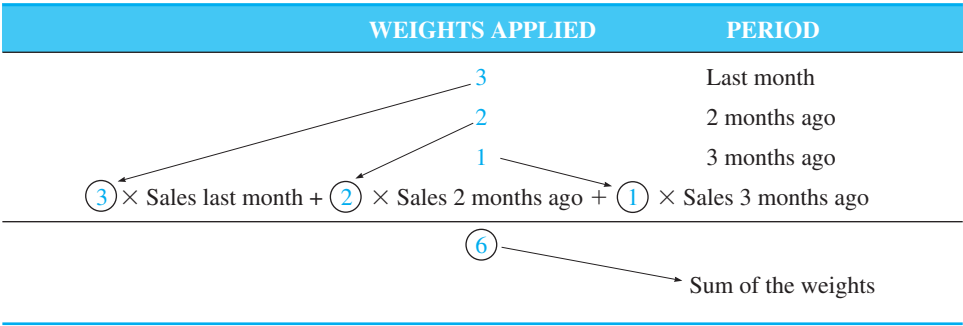 WEIGHTS APPLIED PERIOD
3 Last month
2 2 months ago
1 3 months ago
3 × Sales last month + 2 × Sales 2 months ago + 1 × Sales 3 months ago
6
Sum of the weights